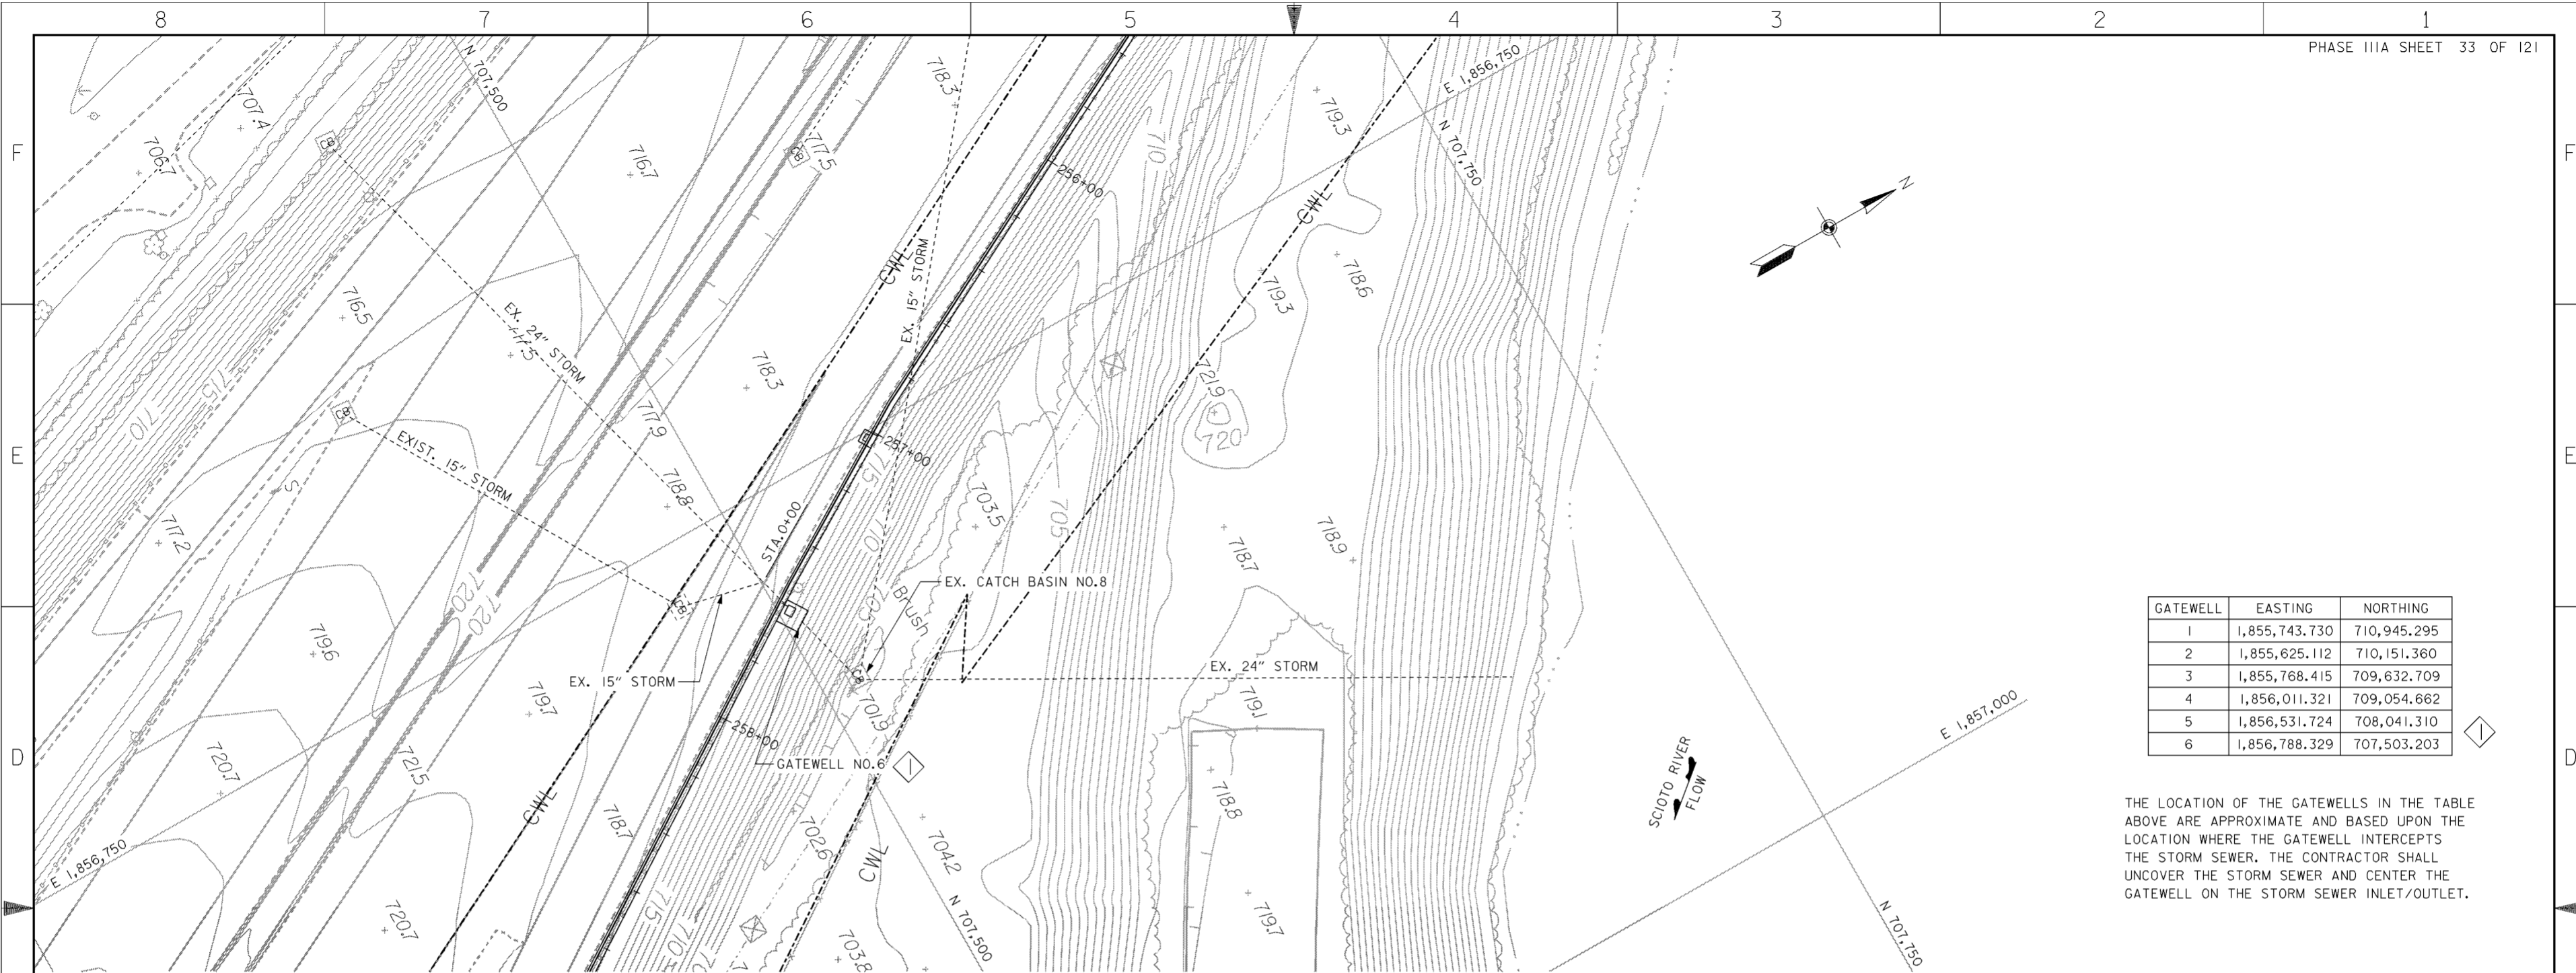 8 7 6 5 4 3 2 1
PHASE IIIA SHEET 33 OF 121
F
F
E
E
D
D
N 707,500
718.3
E 1,856,750
707.4
706.7
CB
716.7
CB
717.5
710
256+00
719.3
N 707,750
CWL
N
CWL
EX. 15" STORM
718.6
719.3
716.5
EX. 24" STORM
715
710
718.3
721.9
720
CB
EXIST. 15" STORM
717.9
257+00
715
S
718.8
703.5
705
717.2
STA.0+00
710
718.7
718.9
720
720
CB
705
Brush
EX. CATCH BASIN NO.8
719.6
EX. 15" STORM
CB
EX. 24" STORM
719.7
701.9
719.1
258+00
GATEWELL NO.6
1
720.7
721.5
CWL
718.7
702.6
CWL
704.2
718.8
SCIOTO RIVER
FLOW
E 1,857,000
E 1,856,750
720.7
715
710
703.8
N 707,500
719.7
N 707,750
GATEWELL EASTING NORTHING
1 1,855,743.730 710,945.295
2 1,855,625.112 710,151.360
3 1,855,768.415 709,632.709
4 1,856,011.321 709,054.662
5 1,856,531.724 708,041.310
6 1,856,788.329 707,503.203
1
THE LOCATION OF THE GATEWELLS IN THE TABLE
ABOVE ARE APPROXIMATE AND BASED UPON THE
LOCATION WHERE THE GATEWELL INTERCEPTS
THE STORM SEWER. THE CONTRACTOR SHALL
UNCOVER THE STORM SEWER AND CENTER THE
GATEWELL ON THE STORM SEWER INLET/OUTLET.